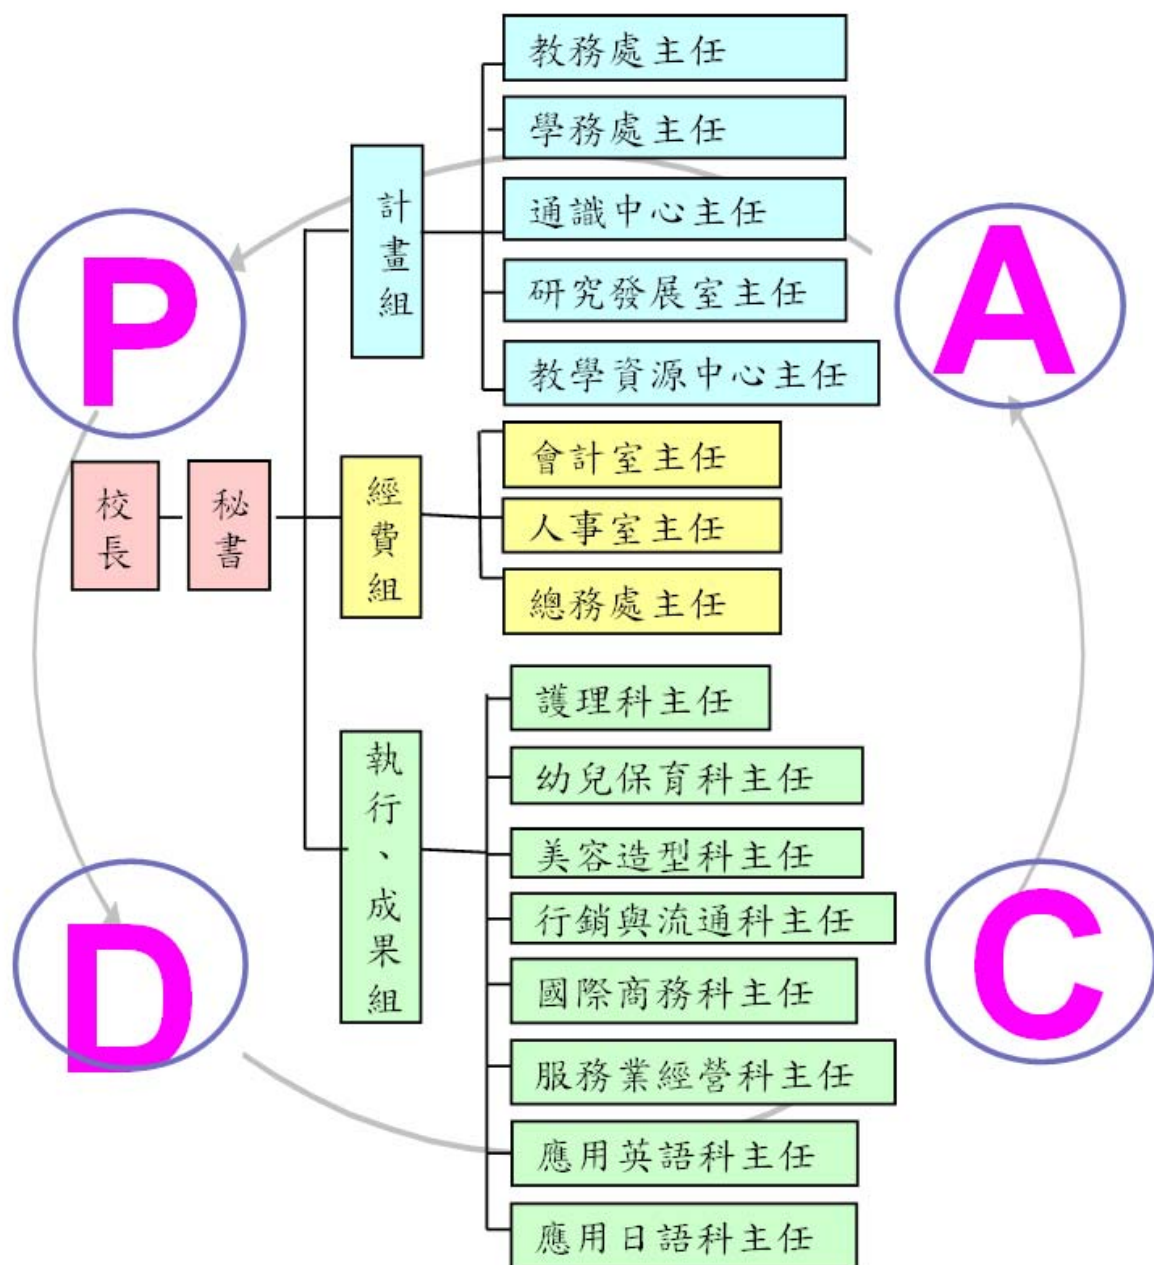 教務處主任
學務處主任
通識中心主任
研究發展室主任
教學資源中心主任
計畫組
P
A
校長
秘書
經費組
會計室主任
人事室主任
總務處主任
執行、成果組
護理科主任
幼兒保育科主任
美容造型科主任
行銷與流通科主任
國際商務科主任
服務業經營科主任
應用英語科主任
應用日語科主任
D
C